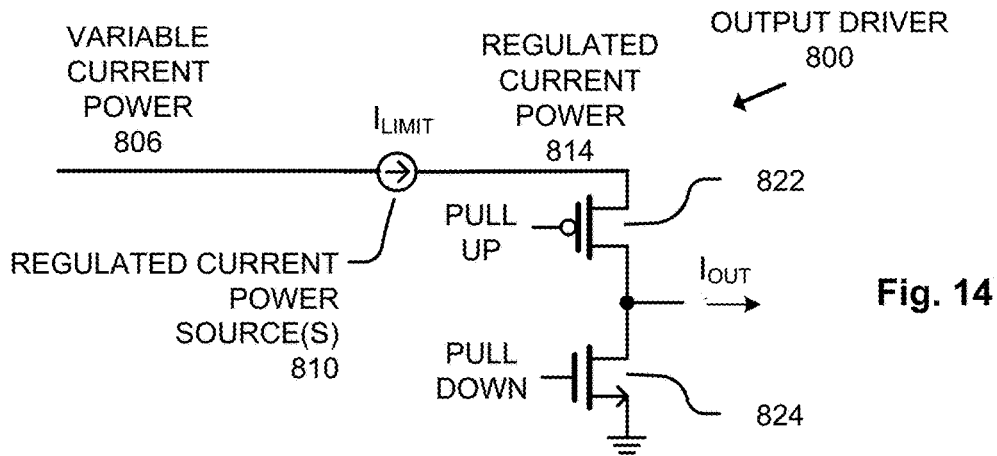 VARIABLE
CURRENT
POWER
806
I_LIMIT
REGULATED
CURRENT
POWER
814
OUTPUT DRIVER
800
822
PULL
UP
REGULATED CURRENT
POWER
SOURCE(S)
810
I_OUT
Fig. 14
PULL
DOWN
824